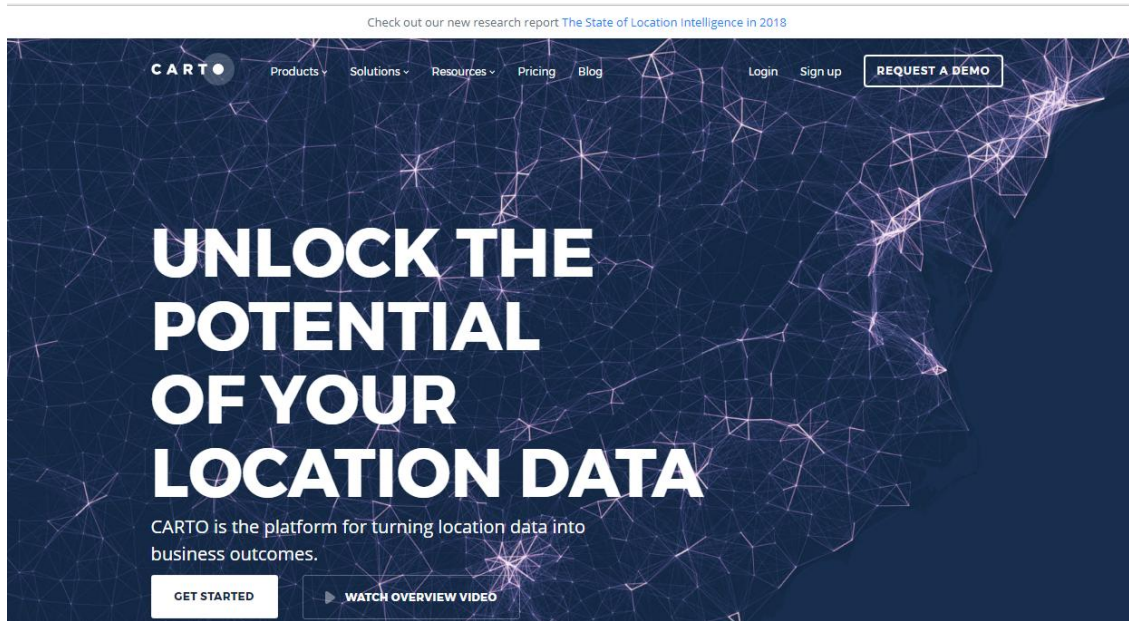 Check out our new research report The State of Location Intelligence in 2018
CARTO Products Solutions Resources Pricing Blog Login Sign up REQUEST A DEMO
UNLOCK THE
POTENTIAL
OF YOUR
LOCATION DATA
CARTO is the platform for turning location data into
business outcomes.
GET STARTED WATCH OVERVIEW VIDEO